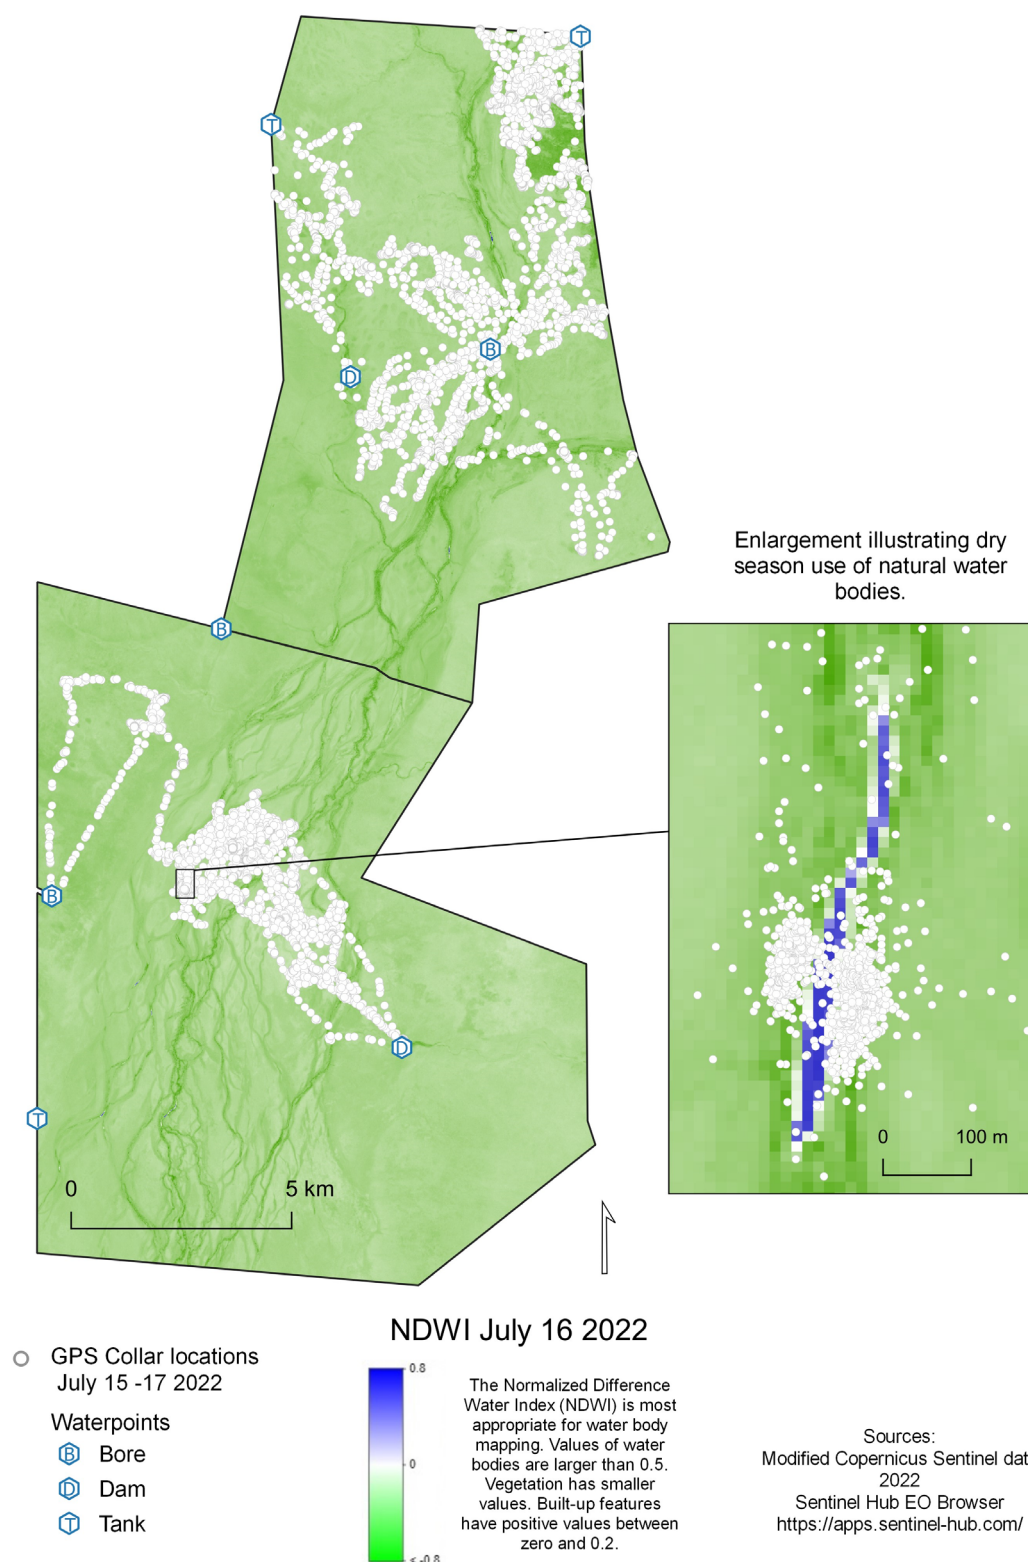 T
T
B
D
B
Enlargement illustrating dry
season use of natural water
bodies.
B
D
T
0 5 km
0 100 m
NDWI July 16 2022
GPS Collar locations
July 15 -17 2022
Waterpoints
B Bore
D Dam
T Tank
0.8
0
< -0.8
The Normalized Difference
Water Index (NDWI) is most
appropriate for water body
mapping. Values of water
bodies are larger than 0.5.
Vegetation has smaller
values. Built-up features
have positive values between
zero and 0.2.
Sources:
Modified Copernicus Sentinel dat
2022
Sentinel Hub EO Browser
https://apps.sentinel-hub.com/